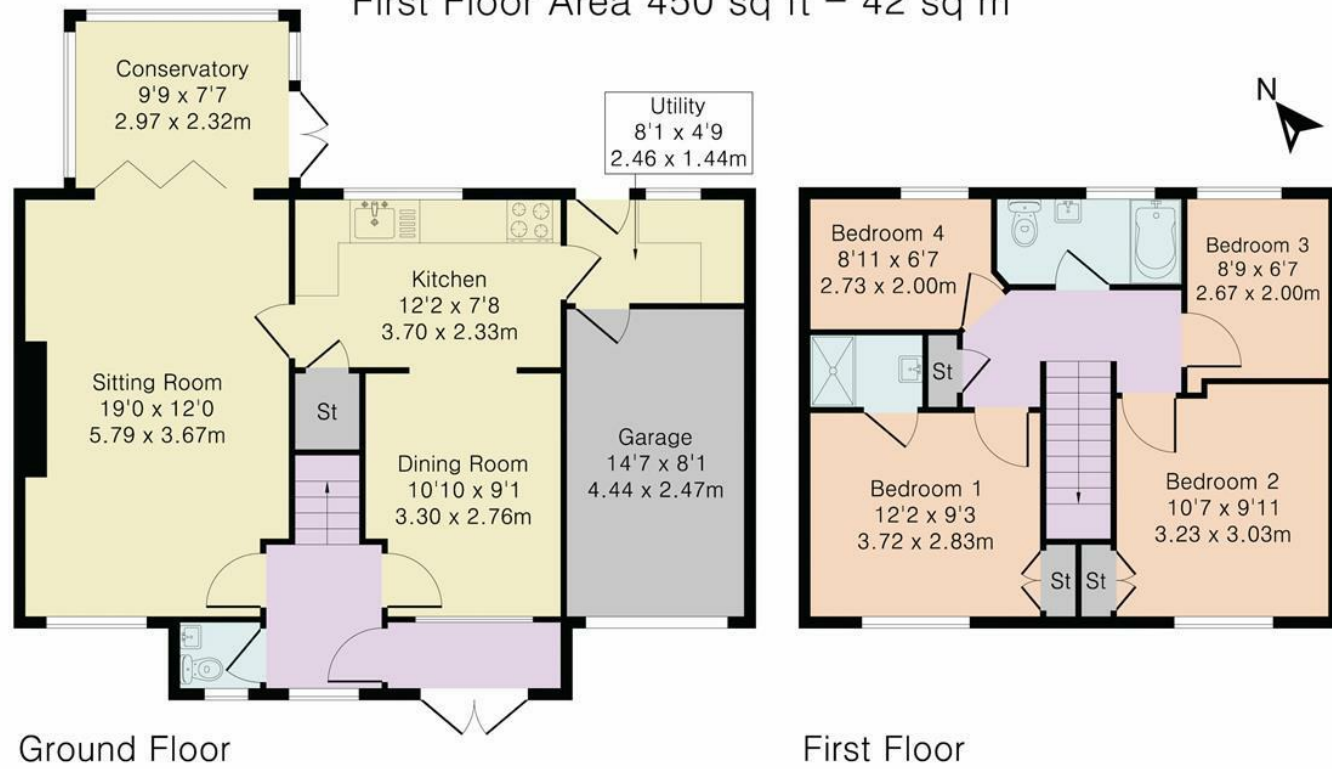 First Floor Area 450 sq ft – 42 sq m
Conservatory
9'9 x 7'7
2.97 x 2.32m
Utility
8'1 x 4'9
2.46 x 1.44m
N
Kitchen
12'2 x 7'8
3.70 x 2.33m
Sitting Room
19'0 x 12'0
5.79 x 3.67m
St
Dining Room
10'10 x 9'1
3.30 x 2.76m
Garage
14'7 x 8'1
4.44 x 2.47m
Ground Floor
Bedroom 4
8'11 x 6'7
2.73 x 2.00m
Bedroom 3
8'9 x 6'7
2.67 x 2.00m
St
Bedroom 1
12'2 x 9'3
3.72 x 2.83m
Bedroom 2
10'7 x 9'11
3.23 x 3.03m
St
St
First Floor